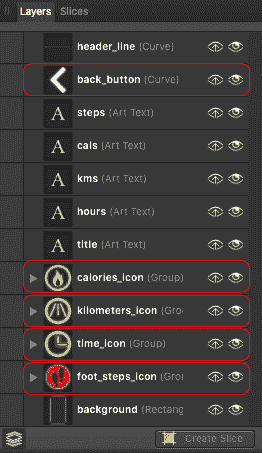 Layers Slices
header_line (Curve)
back_button (Curve)
A steps (Art Text)
A cals (Art Text)
A kms (Art Text)
A hours (Art Text)
A title (Art Text)
calories_icon (Group)
kilometers_icon (Gro
time_icon (Group)
foot_steps_icon (Gro
background (Rectang
Create Slice